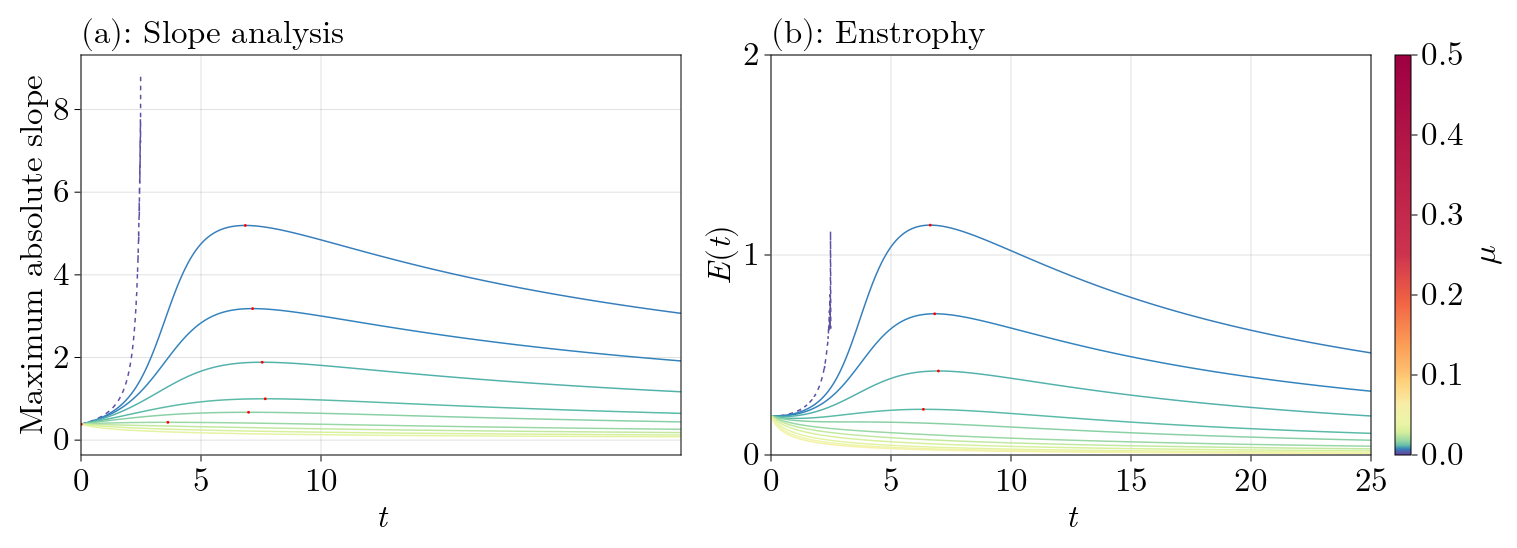 (a): Slope analysis
Maximum absolute slope
8
6
4
2
0
0 5 10
t
(b): Enstrophy
E(t)
2
1
0
0 5 10 15 20 25
t
0.5
0.4
0.3
0.2
0.1
0.0
μ